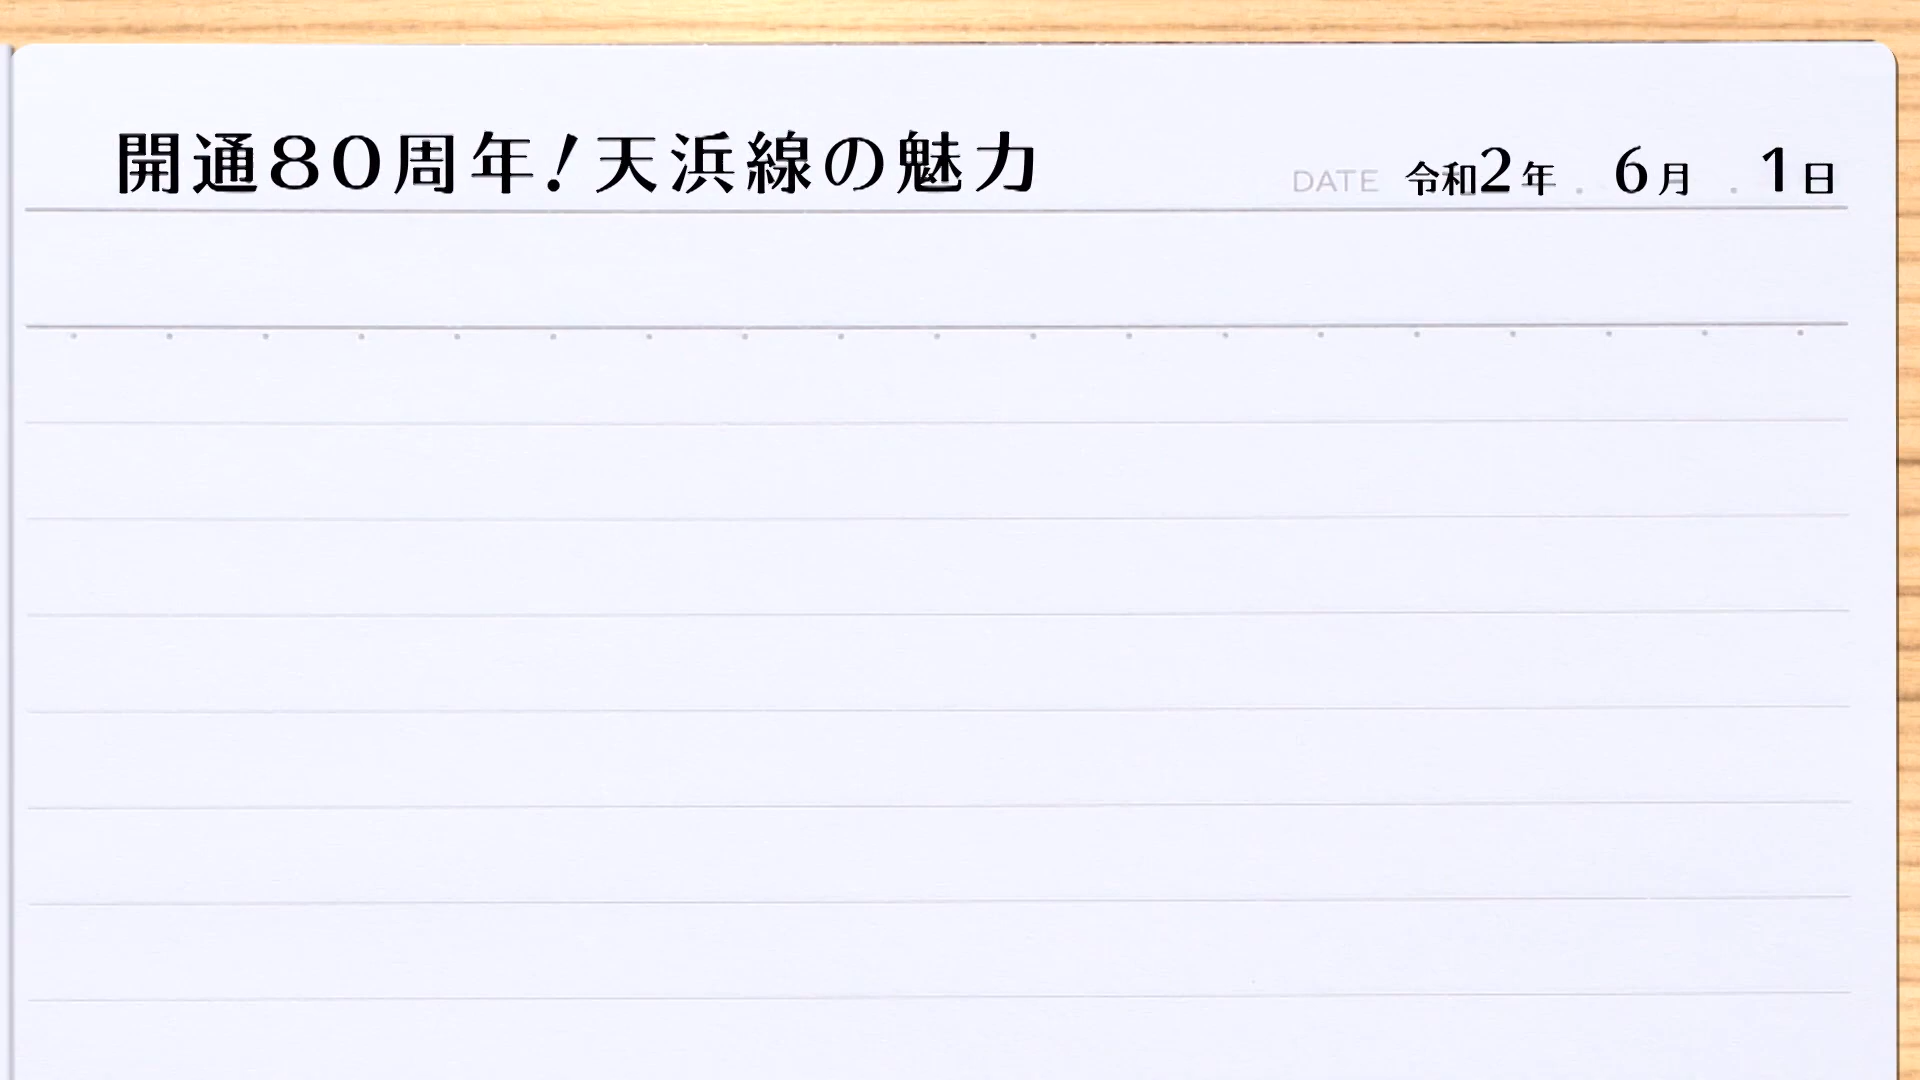 開通80周年!天浜線の魅力
DATE 令和2年 . 6月 . 1日